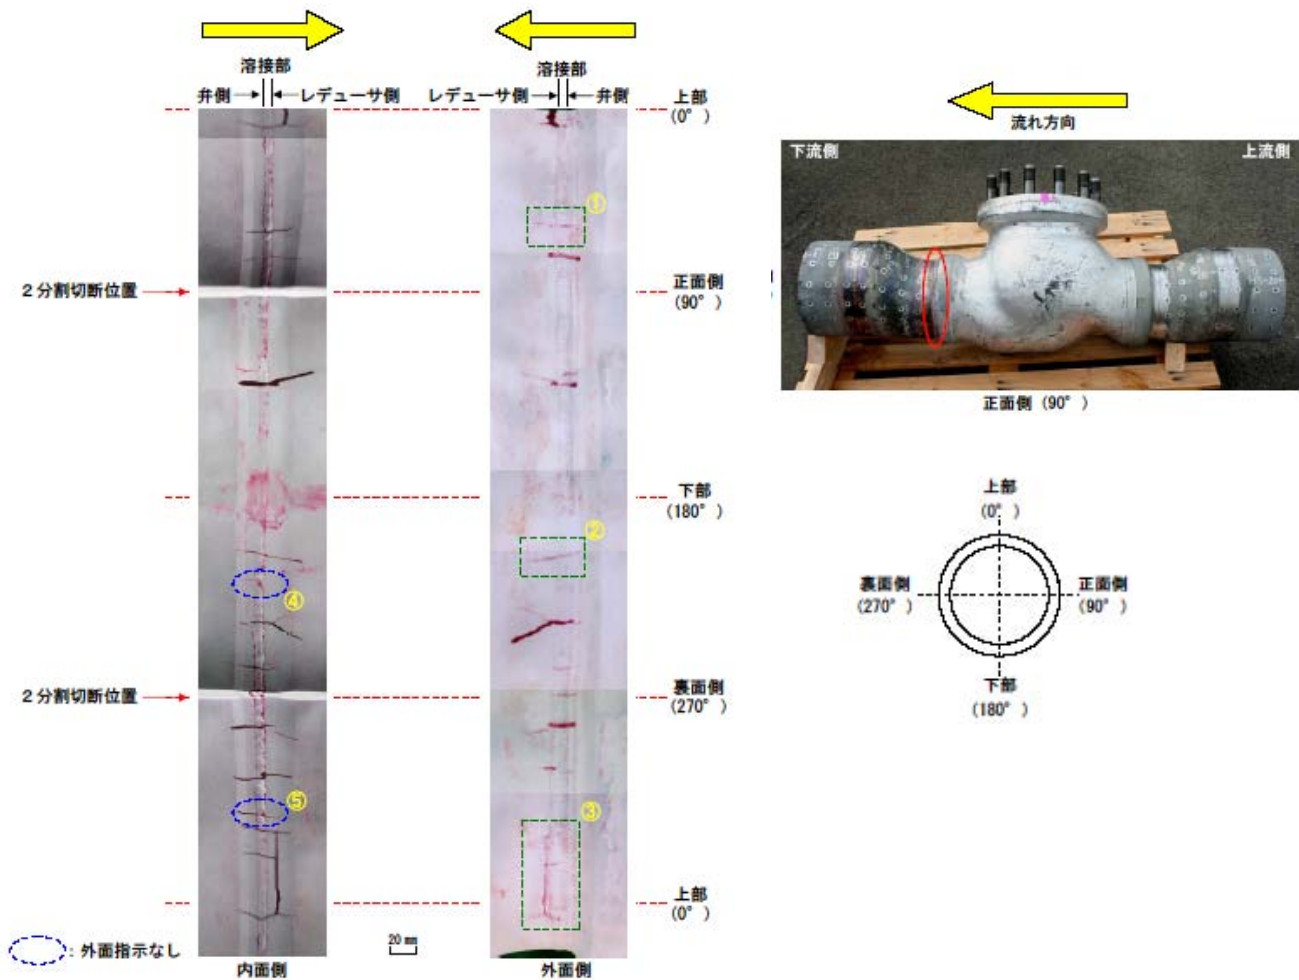 溶接部
弁側
レデューサ側
溶接部
レデューサ側
弁側
上部
(0°)
①
2分割切断位置
正面側
(90°)
下部
(180°)
②
④
2分割切断位置
裏面側
(270°)
⑤
③
上部
(0°)
：外面指示なし
20 mm
内面側
外面側
流れ方向
下流側
上流側
正面側 (90°)
上部
(0°)
裏面側
(270°)
正面側
(90°)
下部
(180°)